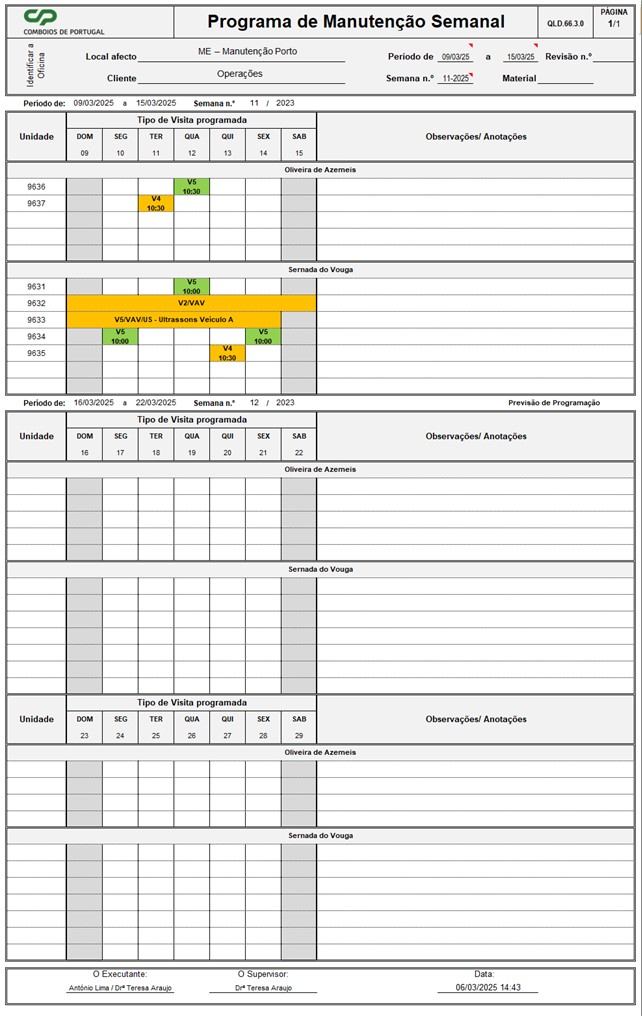 CP
COMBOIOS DE PORTUGAL
Programa de Manutenção Semanal
QLD.66.3.0
PÁGINA
1/1
Identificar a
Oficina
Local afecto ME – Manutenção Porto
Cliente Operações
Período de 09/03/25 a 15/03/25 Revisão n.º
Semana n.º 11-2025 Material
Período de: 09/03/2025 a 15/03/2025 Semana n.º 11 / 2023
Unidade
Tipo de Visita programada
Observações/ Anotações
DOM SEG TER QUA QUI SEX SAB
09 10 11 12 13 14 15
Oliveira de Azemeis
9636 V5
10:30
9637 V4
10:30
Sernada do Vouga
9631 V5
10:00
9632 V2/VAV
9633 V5/VAV/US - Ultrassons Veículo A
9634 V5 V5
10:00 10:00
9635 V4
10:30
Período de: 16/03/2025 a 22/03/2025 Semana n.º 12 / 2023 Previsão de Programação
Unidade
Tipo de Visita programada
Observações/ Anotações
DOM SEG TER QUA QUI SEX SAB
16 17 18 19 20 21 22
Oliveira de Azemeis
Sernada do Vouga
Unidade
Tipo de Visita programada
Observações/ Anotações
DOM SEG TER QUA QUI SEX SAB
23 24 25 26 27 28 29
Oliveira de Azemeis
Sernada do Vouga
O Executante: O Supervisor: Data:
António Lima / Drª Teresa Araujo Drª Teresa Araujo 06/03/2025 14:43